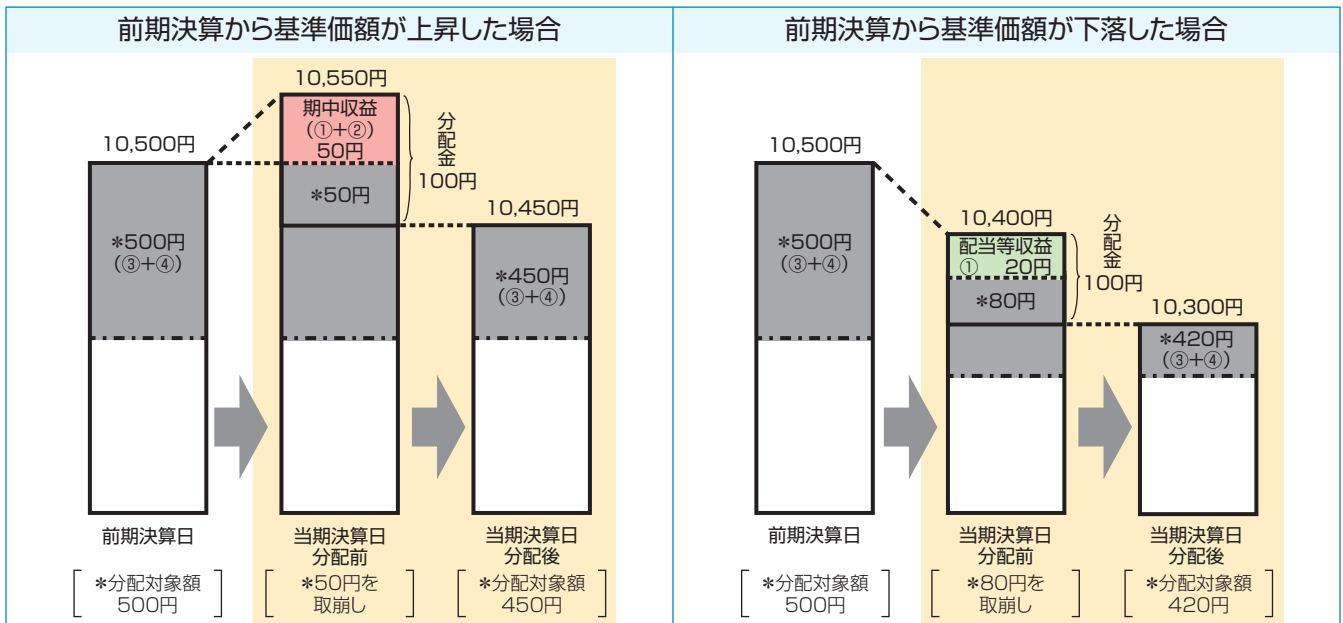 前期決算から基準価額が上昇した場合
10,500円
*500円
(③+④)
前期決算日
*分配対象額
500円
10,550円
期中収益
(①+②)
50円
*50円
分配金
100円
当期決算日
分配前
*50円を
取崩し
10,450円
*450円
(③+④)
当期決算日
分配後
*分配対象額
450円
前期決算から基準価額が下落した場合
10,500円
*500円
(③+④)
前期決算日
*分配対象額
500円
10,400円
配当等収益
① 20円
*80円
分配金
100円
当期決算日
分配前
*80円を
取崩し
10,300円
*420円
(③+④)
当期決算日
分配後
*分配対象額
420円